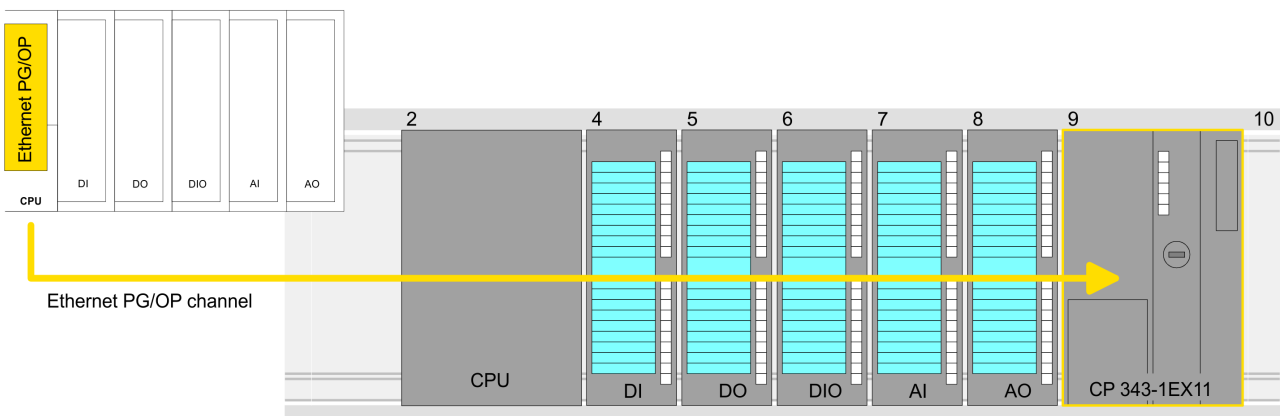 Ethernet PG/OP
CPU
DI
DO
DIO
AI
AO
2
4
5
6
7
8
9
10
Ethernet PG/OP channel
CPU
DI
DO
DIO
AI
AO
CP 343-1EX11